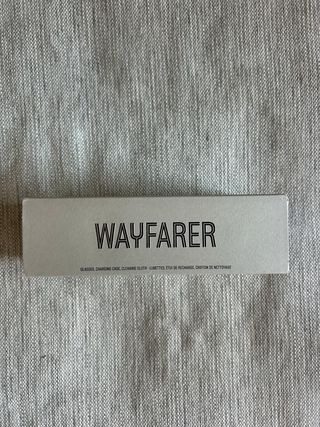 WAYFARER
GLASSES, CHARGING CASE, CLEANING CLOTH · LUNETTES, ÉTUI DE RECHARGE, CHIFFON DE NETTOYAGE